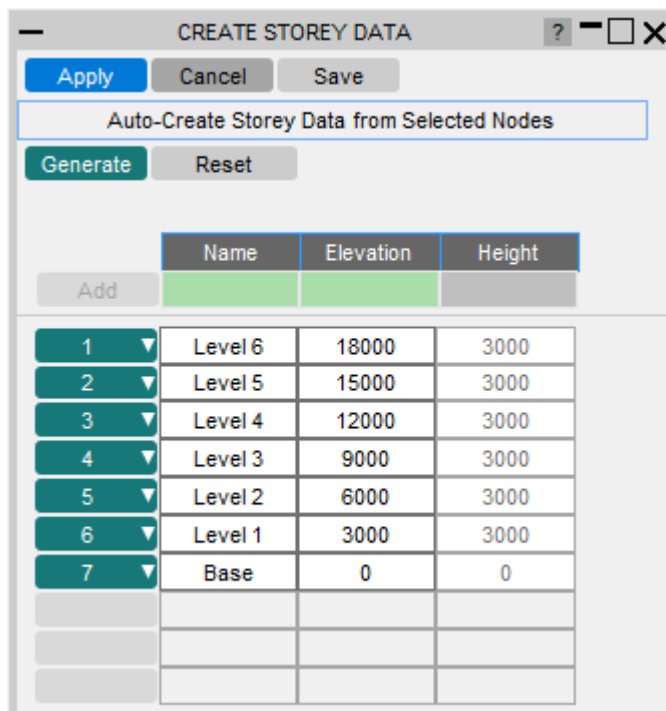 CREATE STOREY DATA ?
Apply Cancel Save
Auto-Create Storey Data from Selected Nodes
Generate Reset
Name Elevation Height
Add
1 Level 6 18000 3000
2 Level 5 15000 3000
3 Level 4 12000 3000
4 Level 3 9000 3000
5 Level 2 6000 3000
6 Level 1 3000 3000
7 Base 0 0